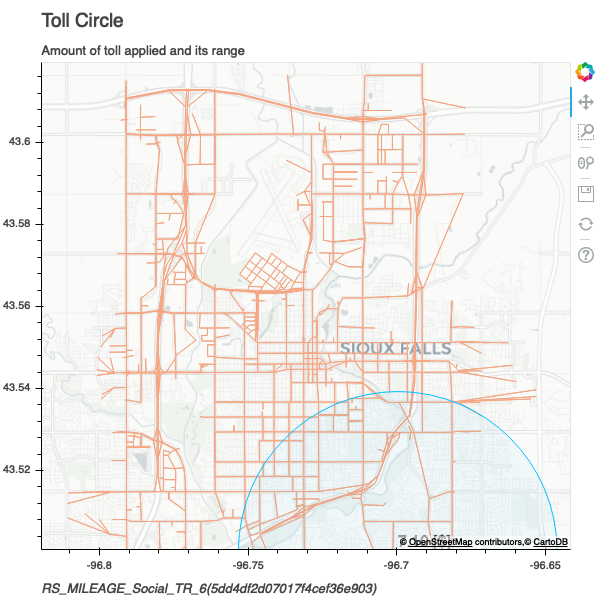 Toll Circle
Amount of toll applied and its range
43.6
43.58
43.56
SIOUX FALLS
43.54
43.52
© OpenStreetMap contributors,© CartoDB
-96.8
-96.75
-96.7
-96.65
RS_MILEAGE_Social_TR_6(5dd4df2d07017f4cef36e903)